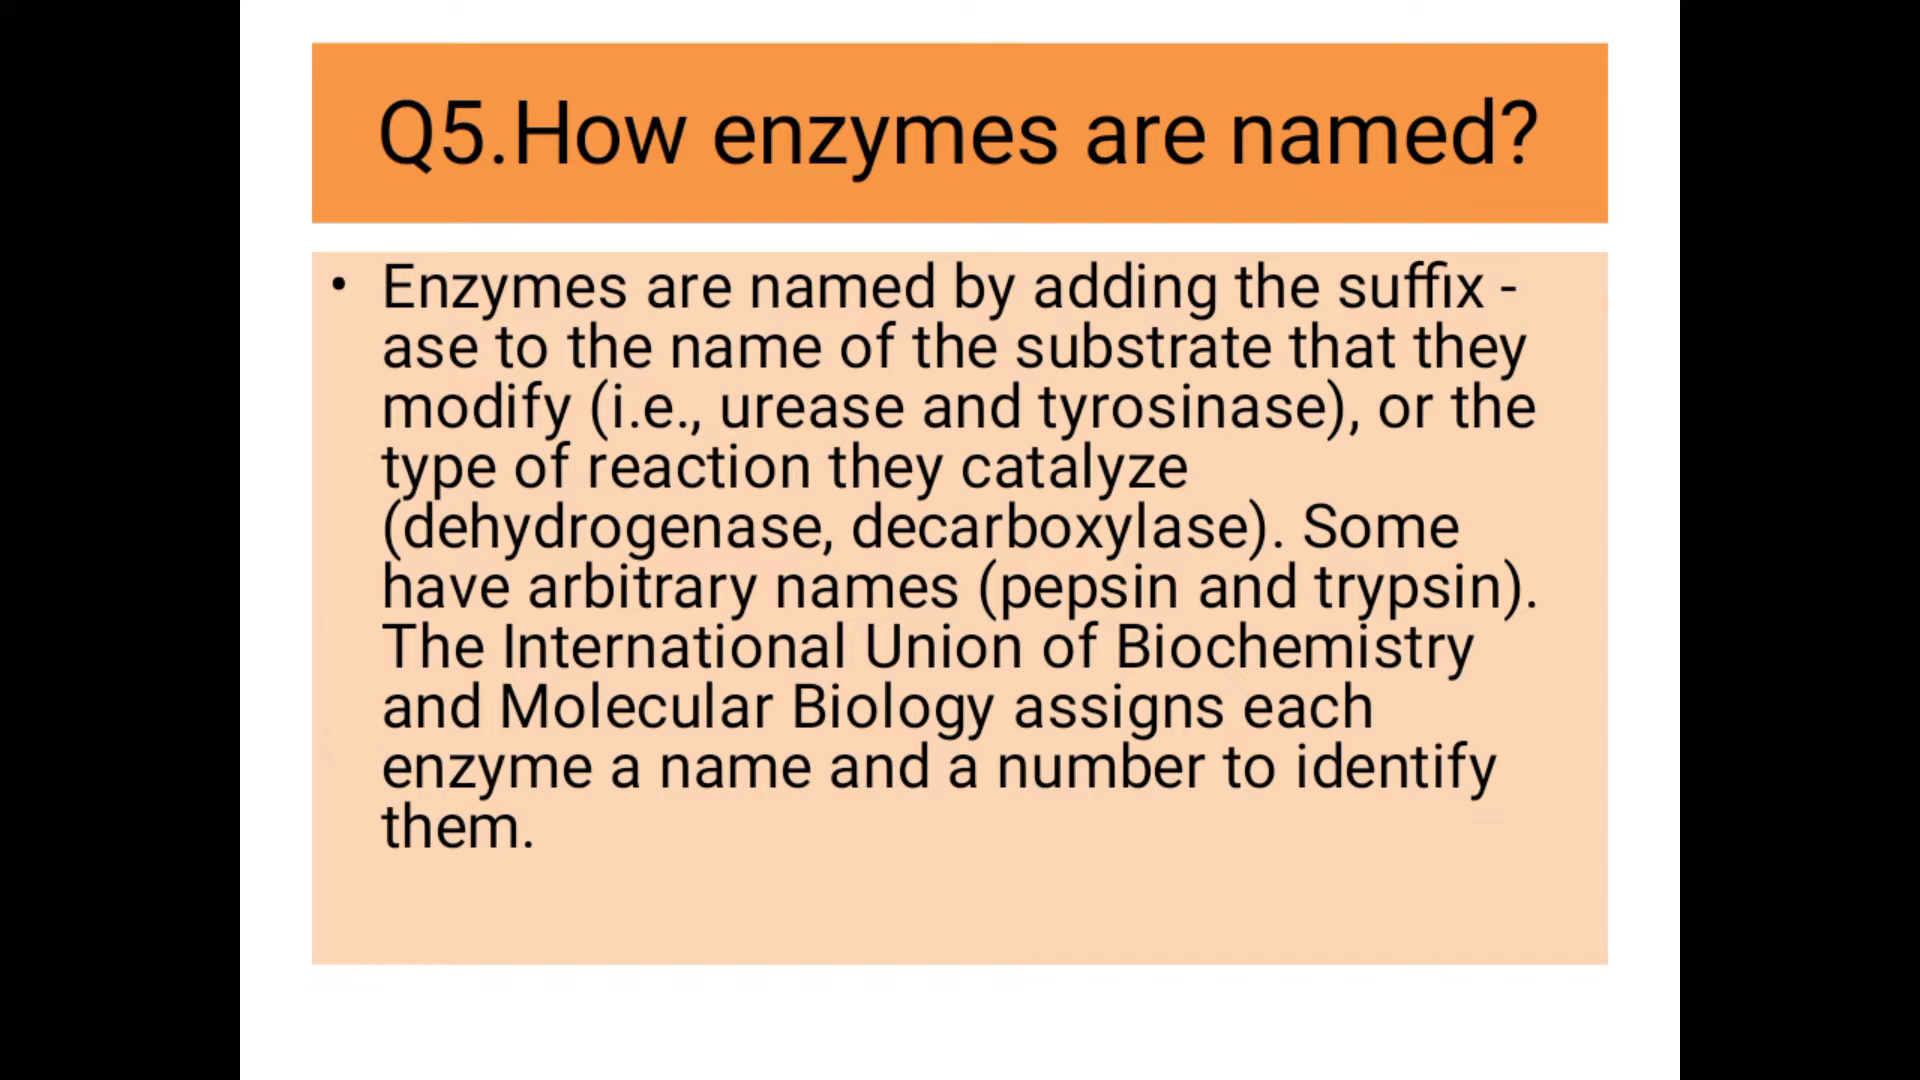 Q5.How enzymes are named?
• Enzymes are named by adding the suffix -
ase to the name of the substrate that they
modify (i.e., urease and tyrosinase), or the
type of reaction they catalyze
(dehydrogenase, decarboxylase). Some
have arbitrary names (pepsin and trypsin).
The International Union of Biochemistry
and Molecular Biology assigns each
enzyme a name and a number to identify
them.